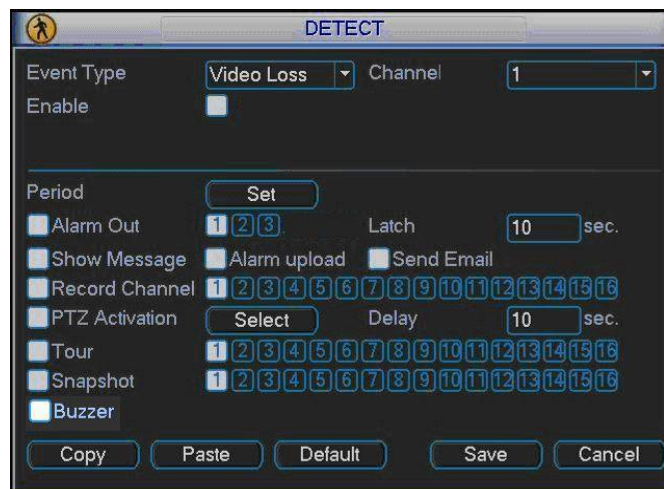 DETECT
Event Type Video Loss Channel 1
Enable
Period Set
Alarm Out 1 2 3 Latch 10 sec.
Show Message Alarm upload Send Email
Record Channel 1 2 3 4 5 6 7 8 9 10 11 12 13 14 15 16
PTZ Activation Select Delay 10 sec.
Tour 1 2 3 4 5 6 7 8 9 10 11 12 13 14 15 16
Snapshot 1 2 3 4 5 6 7 8 9 10 11 12 13 14 15 16
Buzzer
Copy Paste Default Save Cancel